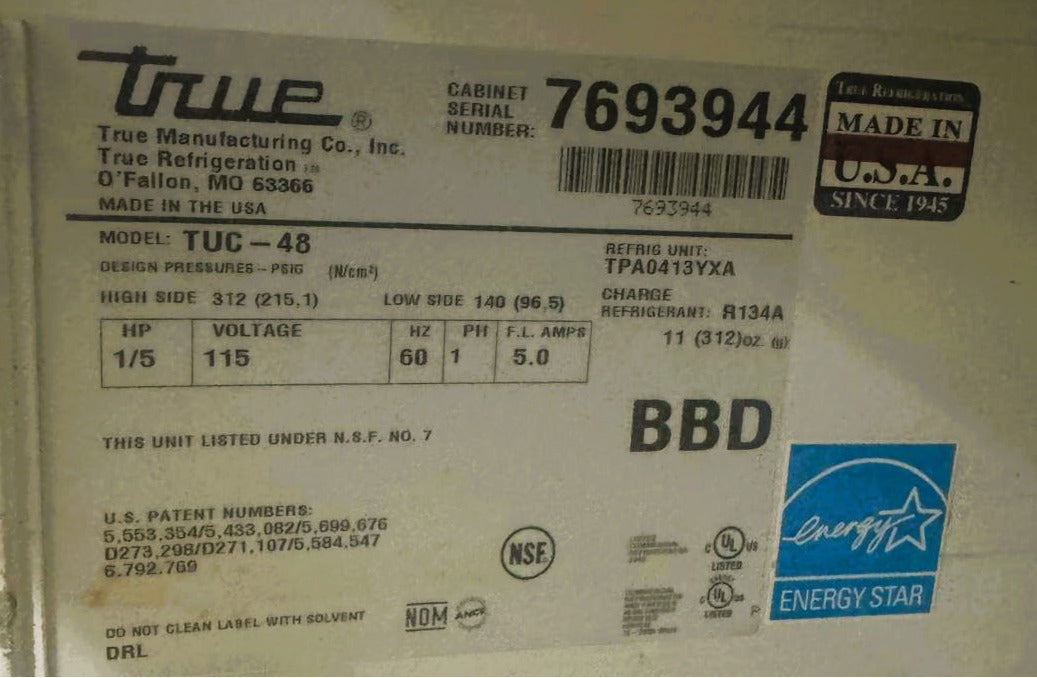 true®
True Manufacturing Co., Inc.
True Refrigeration
O'Fallon, MO 63366
MADE IN THE USA
CABINET
SERIAL
NUMBER: 7693944
7693944
TRUE REFRIGERATION
MADE IN
U.S.A.
SINCE 1945
MODEL: TUC-48
DESIGN PRESSURES - PSIG (N/cm²)
HIGH SIDE 312 (215,1) LOW SIDE 140 (96,5)
REFRIG UNIT:
TPA0413YXA
CHARGE
REFRIGERANT: R134A
11 (312)oz. (g)
HP VOLTAGE HZ PH F.L. AMPS
1/5 115 60 1 5.0
BBD
THIS UNIT LISTED UNDER N.S.F. NO. 7
U.S. PATENT NUMBERS:
5,553,354/5,433,082/5,699,676
D273,298/D271,107/5,584,547
6.792.769
NSF
C UL US
LISTED
C UL US
LISTED
P
NOM ANCE
DO NOT CLEAN LABEL WITH SOLVENT
DRL
energy
ENERGY STAR